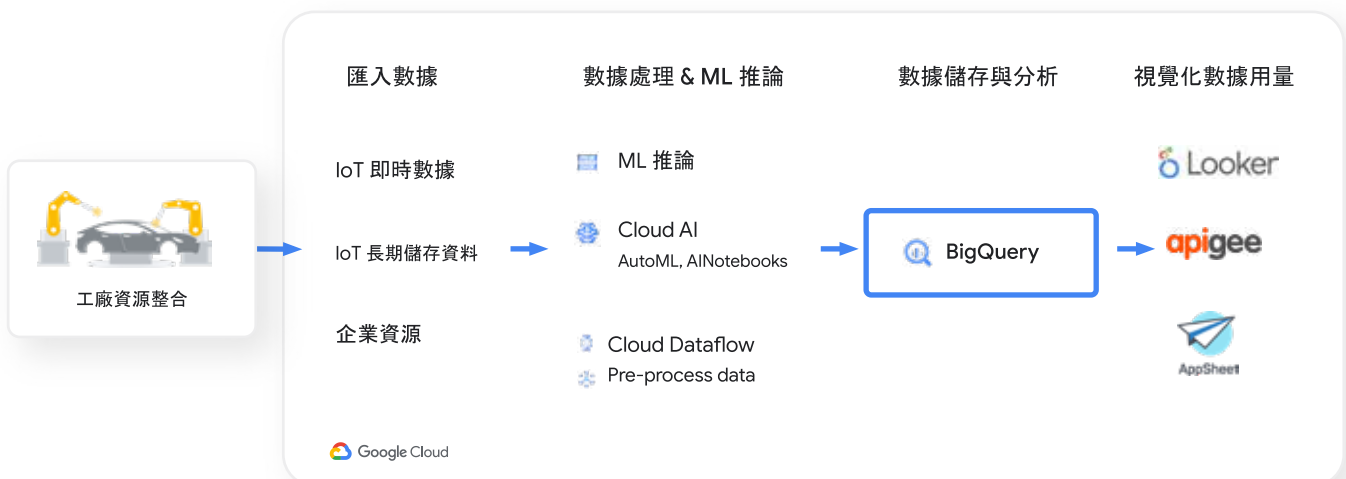 匯入數據
數據處理 & ML 推論
數據儲存與分析
視覺化數據用量
工廠資源整合
IoT 即時數據
IoT 長期儲存資料
企業資源
ML 推論
Cloud AI
AutoML, AINotebooks
Cloud Dataflow
Pre-process data
BigQuery
Looker
apigee
AppSheet
Google Cloud